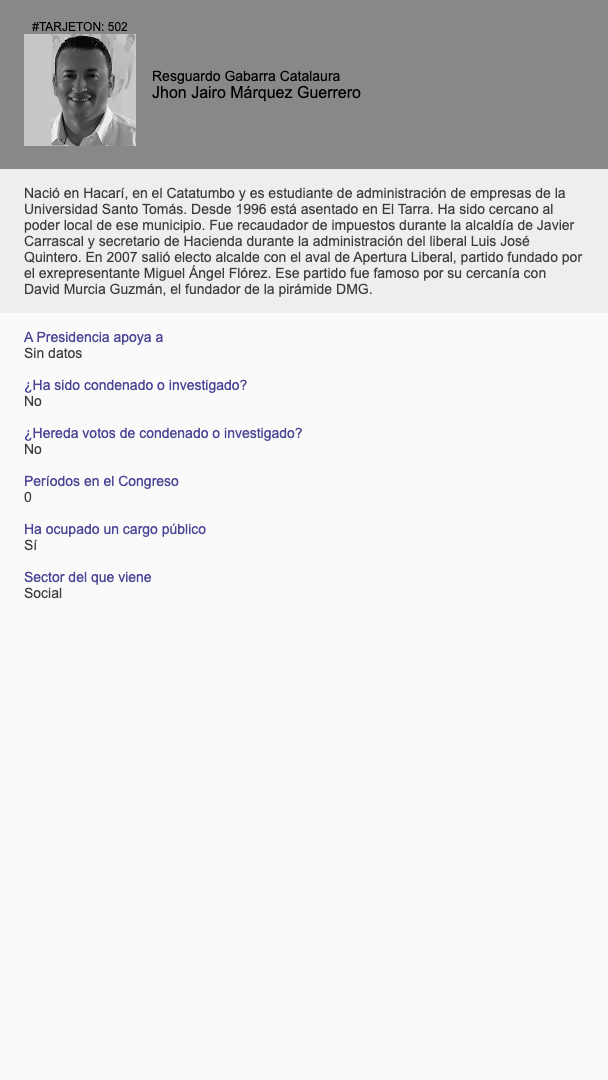 #TARJETON: 502
Resguardo Gabarra Catalaura
Jhon Jairo Márquez Guerrero
Nació en Hacarí, en el Catatumbo y es estudiante de administración de empresas de la
Universidad Santo Tomás. Desde 1996 está asentado en El Tarra. Ha sido cercano al
poder local de ese municipio. Fue recaudador de impuestos durante la alcaldía de Javier
Carrascal y secretario de Hacienda durante la administración del liberal Luis José
Quintero. En 2007 salió electo alcalde con el aval de Apertura Liberal, partido fundado por
el exrepresentante Miguel Ángel Flórez. Ese partido fue famoso por su cercanía con
David Murcia Guzmán, el fundador de la pirámide DMG.
A Presidencia apoya a
Sin datos
¿Ha sido condenado o investigado?
No
¿Hereda votos de condenado o investigado?
No
Períodos en el Congreso
0
Ha ocupado un cargo público
Sí
Sector del que viene
Social